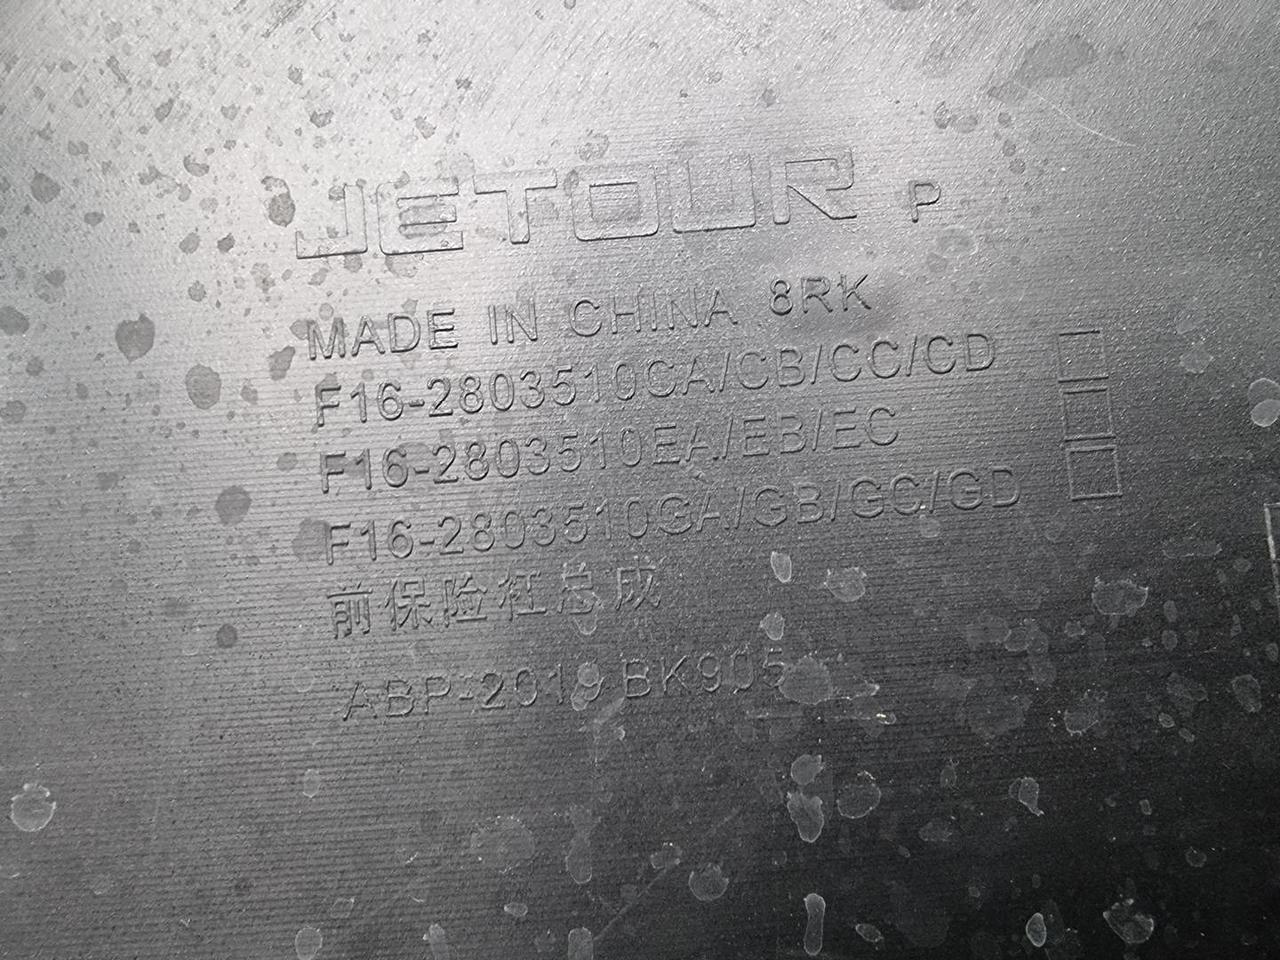 JETOUR P
MADE IN CHINA 8RK
F16-2803510CA/CB/CC/CD
F16-2803510EA/EB/EC
F16-2803510GA/GB/GC/GD
前保险杠总成
ABP-2019 BK905